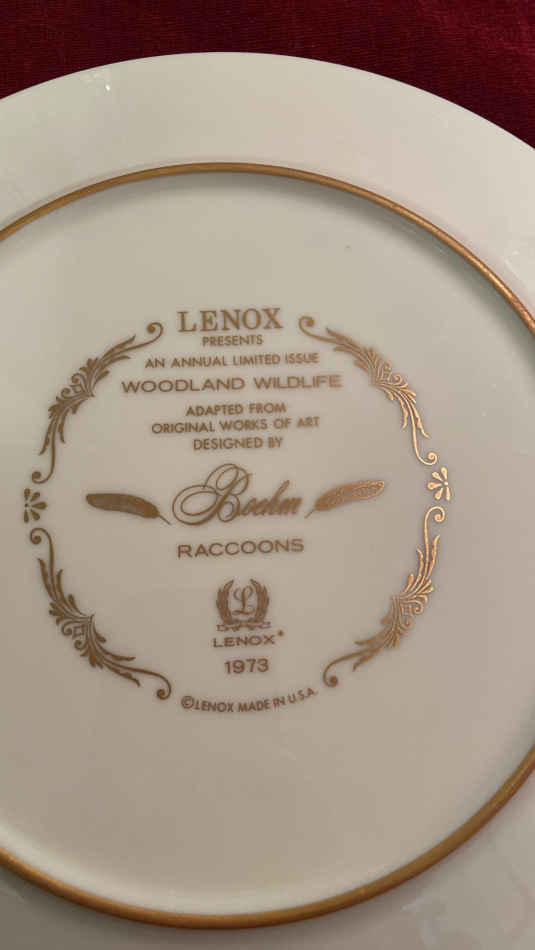 LENOX
PRESENTS
AN ANNUAL LIMITED ISSUE
WOODLAND WILDLIFE
ADAPTED FROM
ORIGINAL WORKS OF ART
DESIGNED BY
Boehm
RACCOONS
L
LENOX®
1973
©LENOX MADE IN U.S.A.